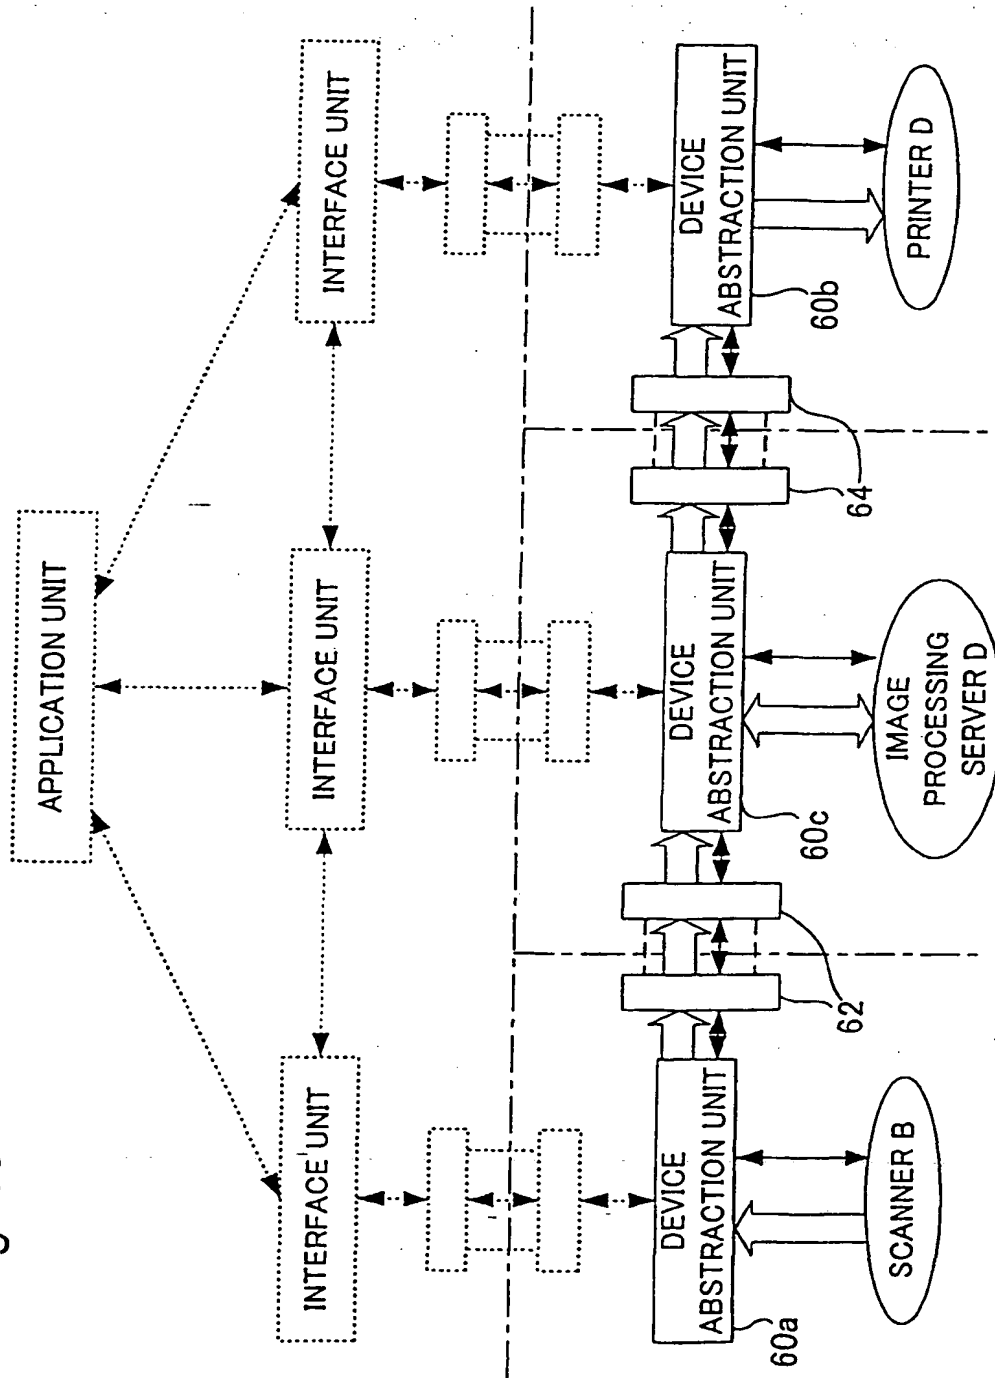 APPLICATION UNIT
INTERFACE UNIT
INTERFACE UNIT
INTERFACE UNIT
DEVICE
ABSTRACTION UNIT
60a
62
DEVICE
ABSTRACTION UNIT
60c
64
DEVICE
ABSTRACTION UNIT
60b
SCANNER B
IMAGE
PROCESSING
SERVER D
PRINTER D